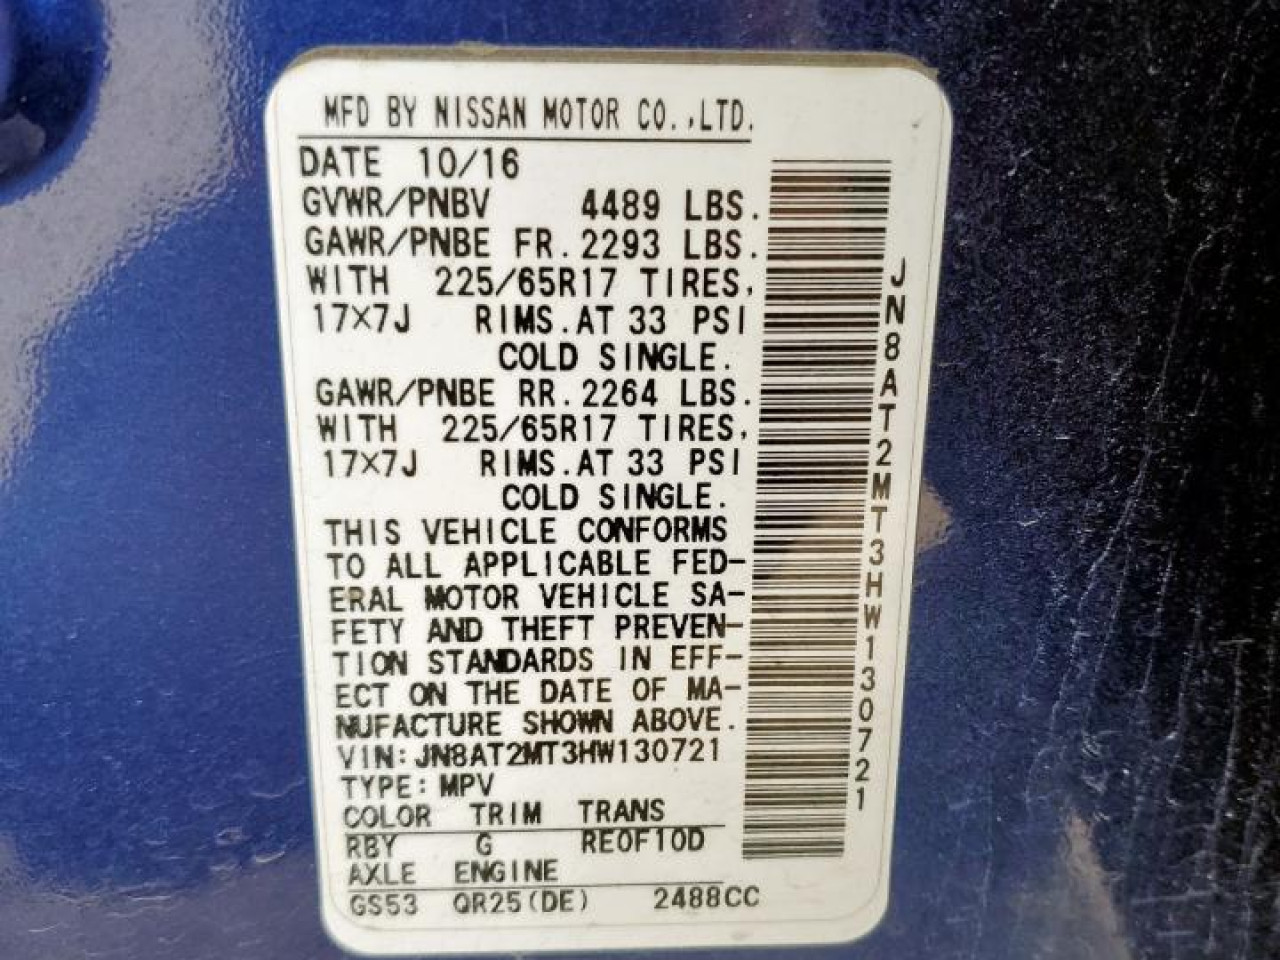 MFD BY NISSAN MOTOR CO.,LTD.
DATE 10/16
GVWR/PNBV 4489 LBS.
GAWR/PNBE FR.2293 LBS.
WITH 225/65R17 TIRES,
17×7J RIMS.AT 33 PSI
COLD SINGLE.
GAWR/PNBE RR.2264 LBS.
WITH 225/65R17 TIRES,
17×7J RIMS.AT 33 PSI
COLD SINGLE.
THIS VEHICLE CONFORMS
TO ALL APPLICABLE FED-
ERAL MOTOR VEHICLE SA-
FETY AND THEFT PREVEN-
TION STANDARDS IN EFF-
ECT ON THE DATE OF MA-
NUFACTURE SHOWN ABOVE.
VIN:JN8AT2MT3HW130721
TYPE:MPV
COLOR TRIM TRANS
RBY G RE0F10D
AXLE ENGINE
GS53 QR25(DE) 2488CC
JN8AT2MT3HW130721